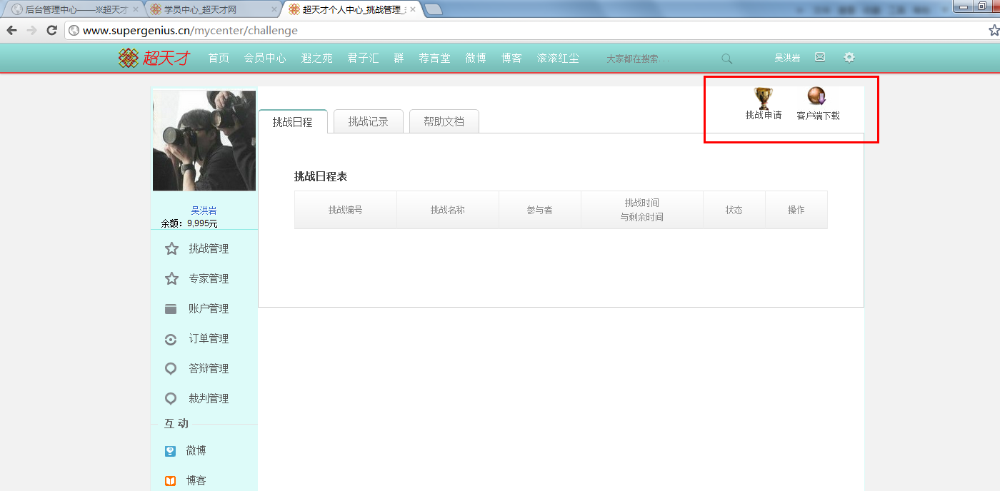 后台管理中心——※超天才
学员中心_超天才网
超天才个人中心_挑战管理_
www.supergenius.cn/mycenter/challenge
超天才 首页 会员中心 遐之苑 君子汇 群 荐言堂 微博 博客 滚滚红尘 大家都在搜索... 吴洪岩
挑战申请 客户端下载
挑战日程 挑战记录 帮助文档
挑战日程表
挑战编号 挑战名称 参与者 挑战时间 与剩余时间 状态 操作
吴洪岩
余额：9,995元
挑战管理
专家管理
账户管理
订单管理
答辩管理
裁判管理
互 动
微博
博客